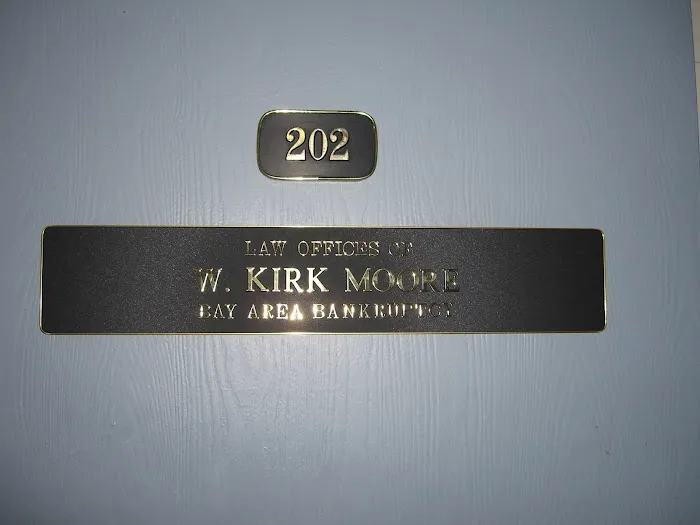 202
LAW OFFICES OF
W. KIRK MOORE
BAY AREA BANKRUPTCY